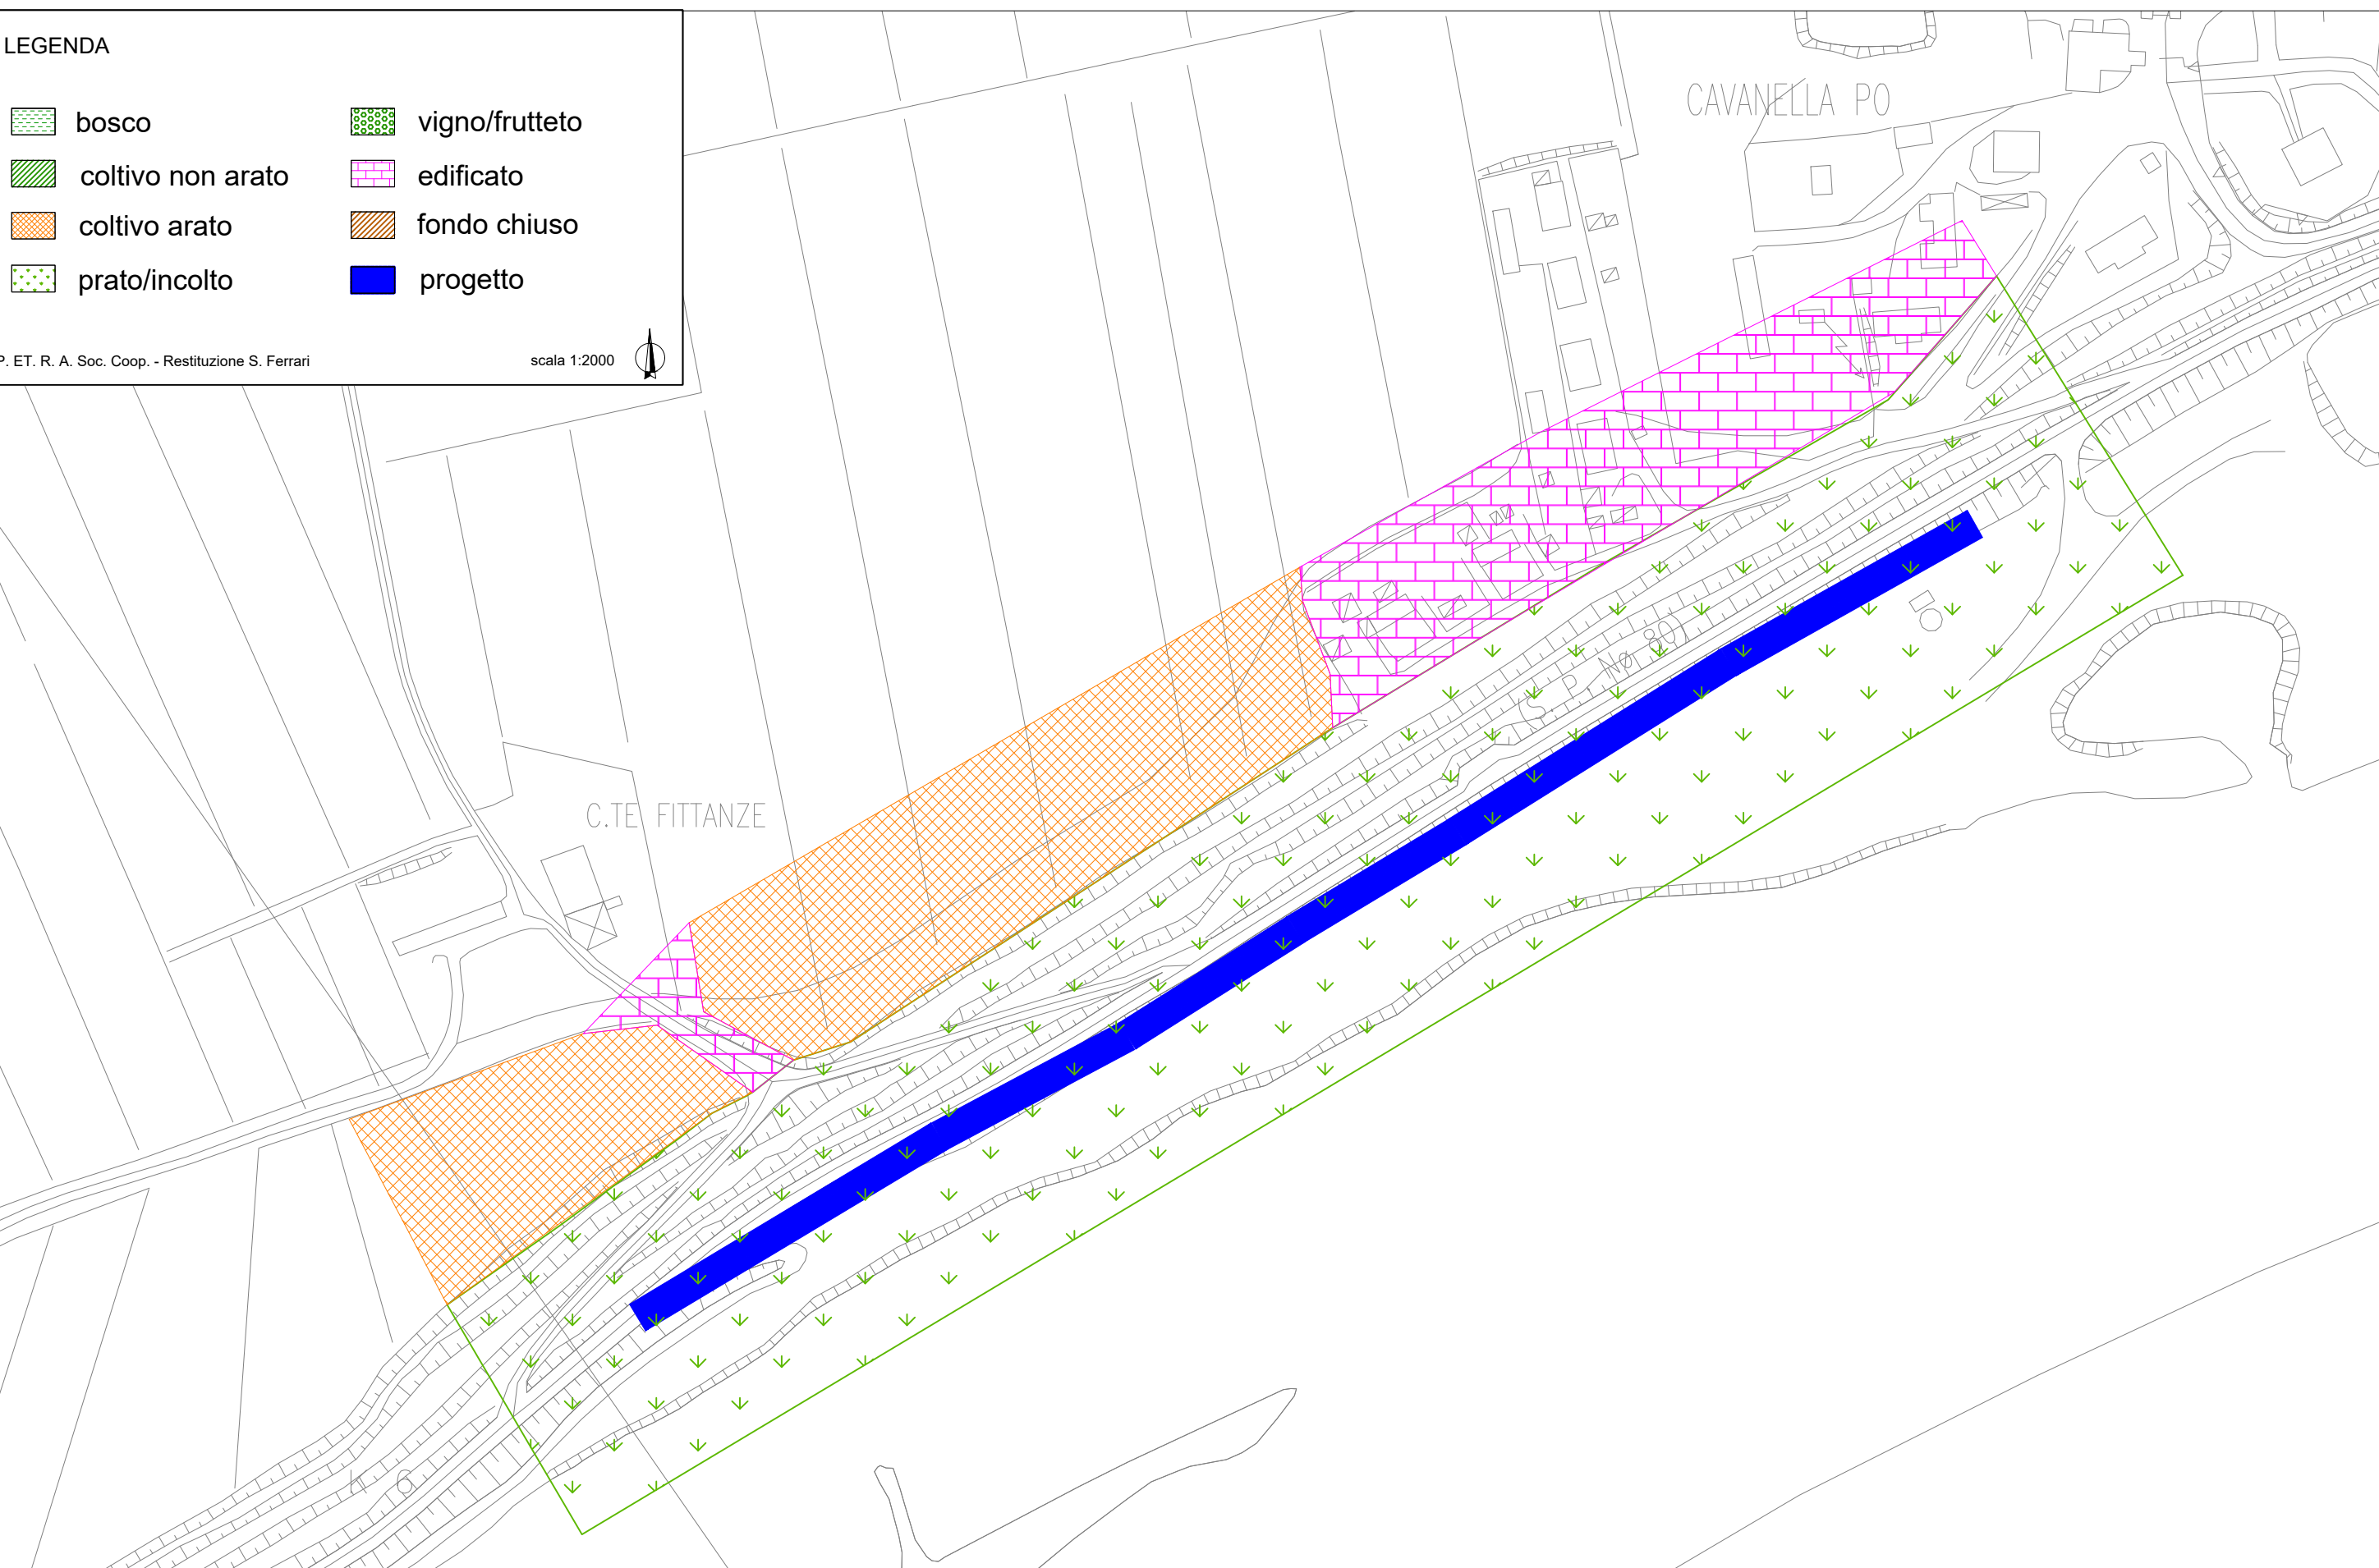 LEGENDA
bosco
vigno/frutteto
coltivo non arato
edificato
coltivo arato
fondo chiuso
prato/incolto
progetto
P. ET. R. A. Soc. Coop. - Restituzione S. Ferrari
scala 1:2000
CAVANELLA PO
(S.P. N° 80)
C.TE FITTANZE